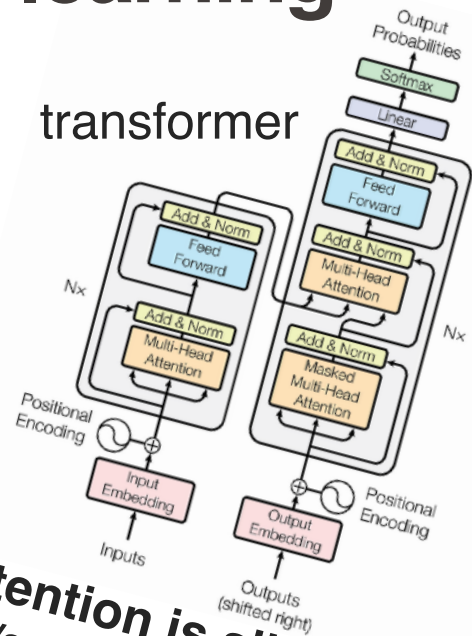 learning
transformer
Output
Probabilities
Softmax
Linear
Add & Norm
Feed
Forward
Add & Norm
Multi-Head
Attention
Add & Norm
Masked
Multi-Head
Attention
Nx
Add & Norm
Feed
Forward
Add & Norm
Multi-Head
Attention
Nx
Positional
Encoding
Input
Embedding
Inputs
Positional
Encoding
Output
Embedding
Outputs
(shifted right)
is